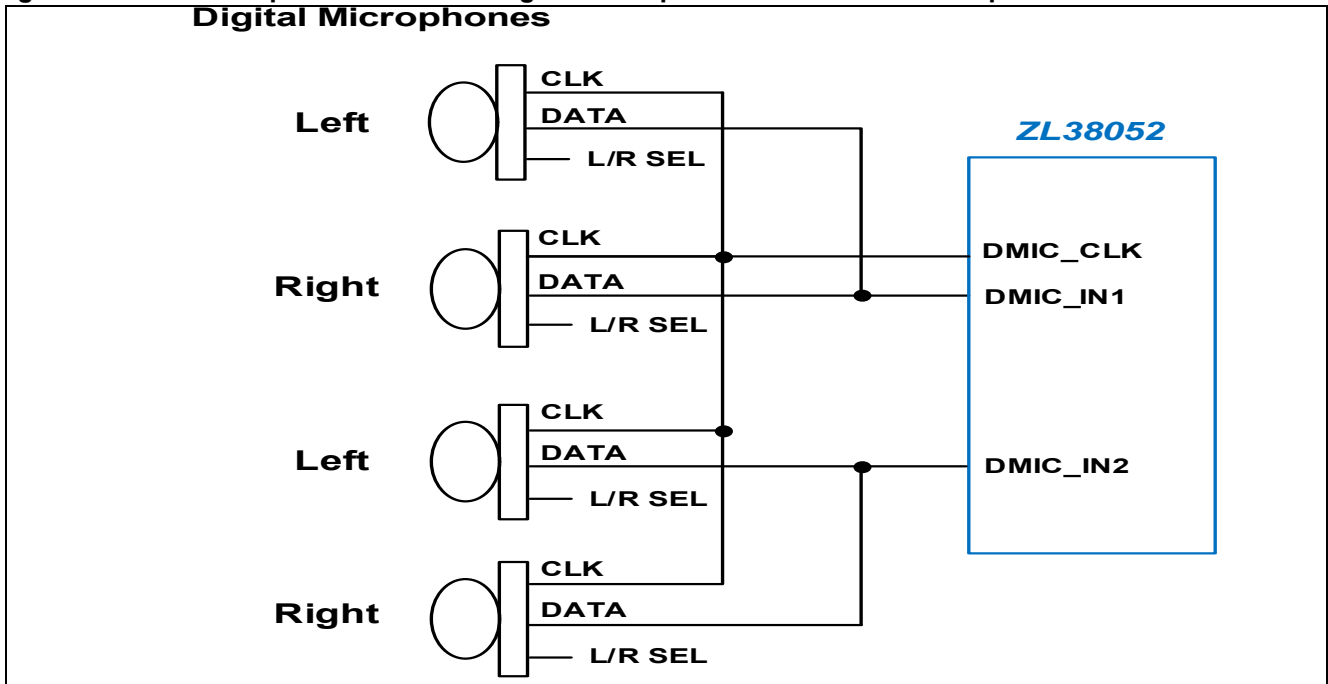 Digital Microphones
CLK
Left
DATA
L/R SEL
ZL38052
CLK
Right
DATA
L/R SEL
DMIC_CLK
DMIC_IN1
CLK
Left
DATA
L/R SEL
DMIC_IN2
CLK
Right
DATA
L/R SEL